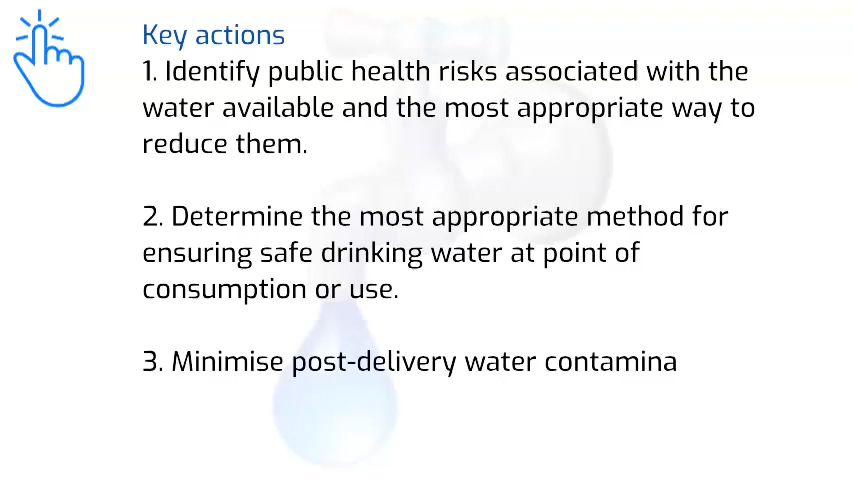 Key actions
1. Identify public health risks associated with the
water available and the most appropriate way to
reduce them.
2. Determine the most appropriate method for
ensuring safe drinking water at point of
consumption or use.
3. Minimise post-delivery water contamina